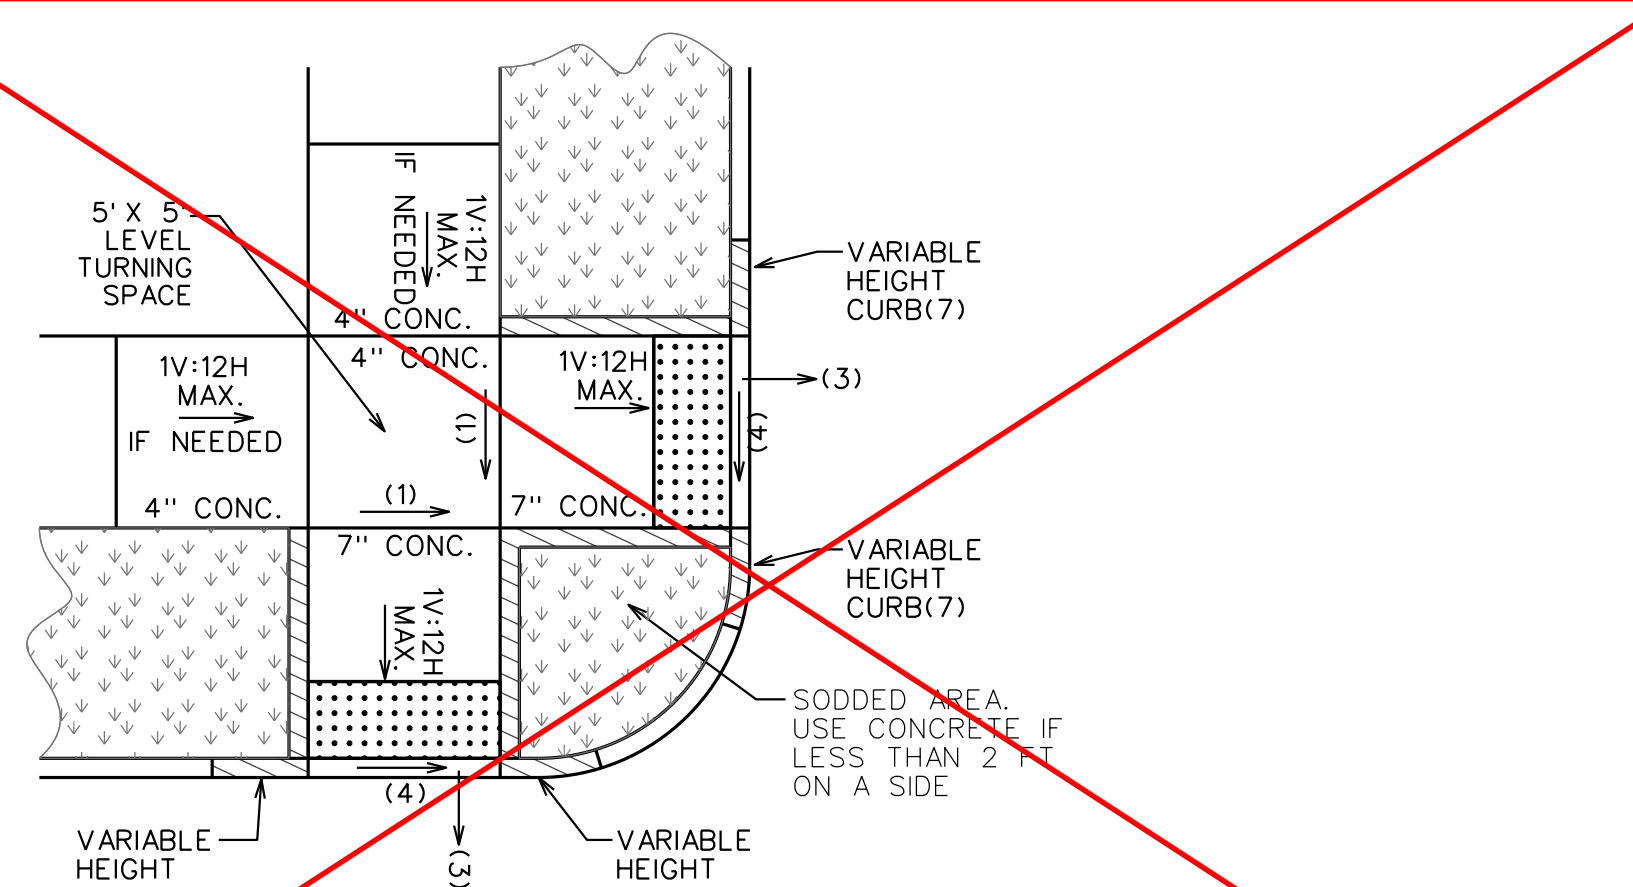 IF
NEEDED
1V:12H
MAX.
4" CONC.
5' X 5'
LEVEL
TURNING
SPACE
VARIABLE
HEIGHT
CURB(7)
4" CONC.
1V:12H
MAX.
IF NEEDED
4" CONC.
(1)
(1)
1V:12H
MAX.
7" CONC.
(3)
(4)
7" CONC.
1V:12H
MAX.
VARIABLE
HEIGHT
CURB(7)
SODDED AREA.
USE CONCRETE IF
LESS THAN 2 FT
ON A SIDE
(4)
(3)
VARIABLE
HEIGHT
VARIABLE
HEIGHT